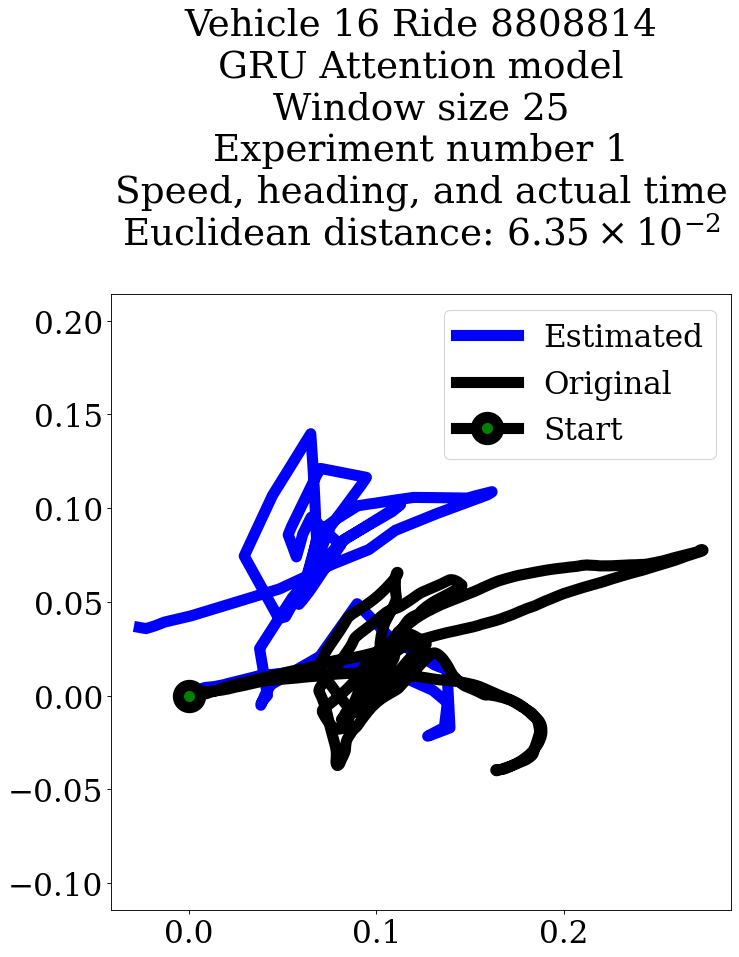 Vehicle 16 Ride 8808814
GRU Attention model
Window size 25
Experiment number 1
Speed, heading, and actual time
Euclidean distance: 6.35 × 10⁻²
Estimated
Original
Start
0.20
0.15
0.10
0.05
0.00
−0.05
−0.10
0.0 0.1 0.2